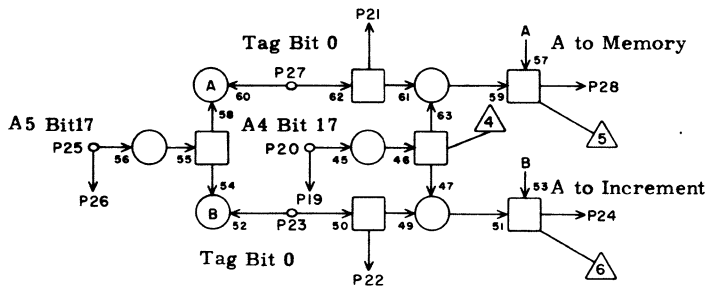 P21
Tag Bit 0
A
A to Memory
P27
57
A
60
62
61
59
P28
58
63
A5 Bit17
A4 Bit 17
4
5
P25
56
55
P20
45
46
B
54
47
53
A to Increment
P26
P19
B
52
P23
50
49
51
P24
Tag Bit 0
6
P22